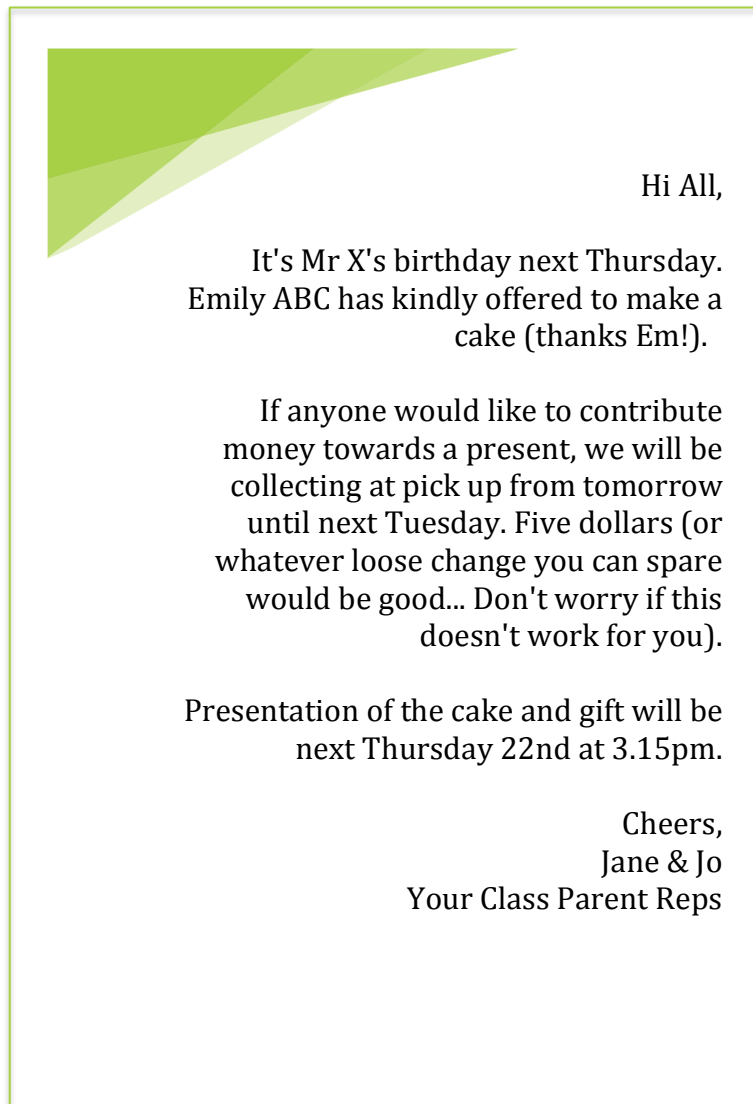 Hi All,
It's Mr X's birthday next Thursday.
Emily ABC has kindly offered to make a
cake (thanks Em!).
If anyone would like to contribute
money towards a present, we will be
collecting at pick up from tomorrow
until next Tuesday. Five dollars (or
whatever loose change you can spare
would be good... Don't worry if this
doesn't work for you).
Presentation of the cake and gift will be
next Thursday 22nd at 3.15pm.
Cheers,
Jane & Jo
Your Class Parent Reps